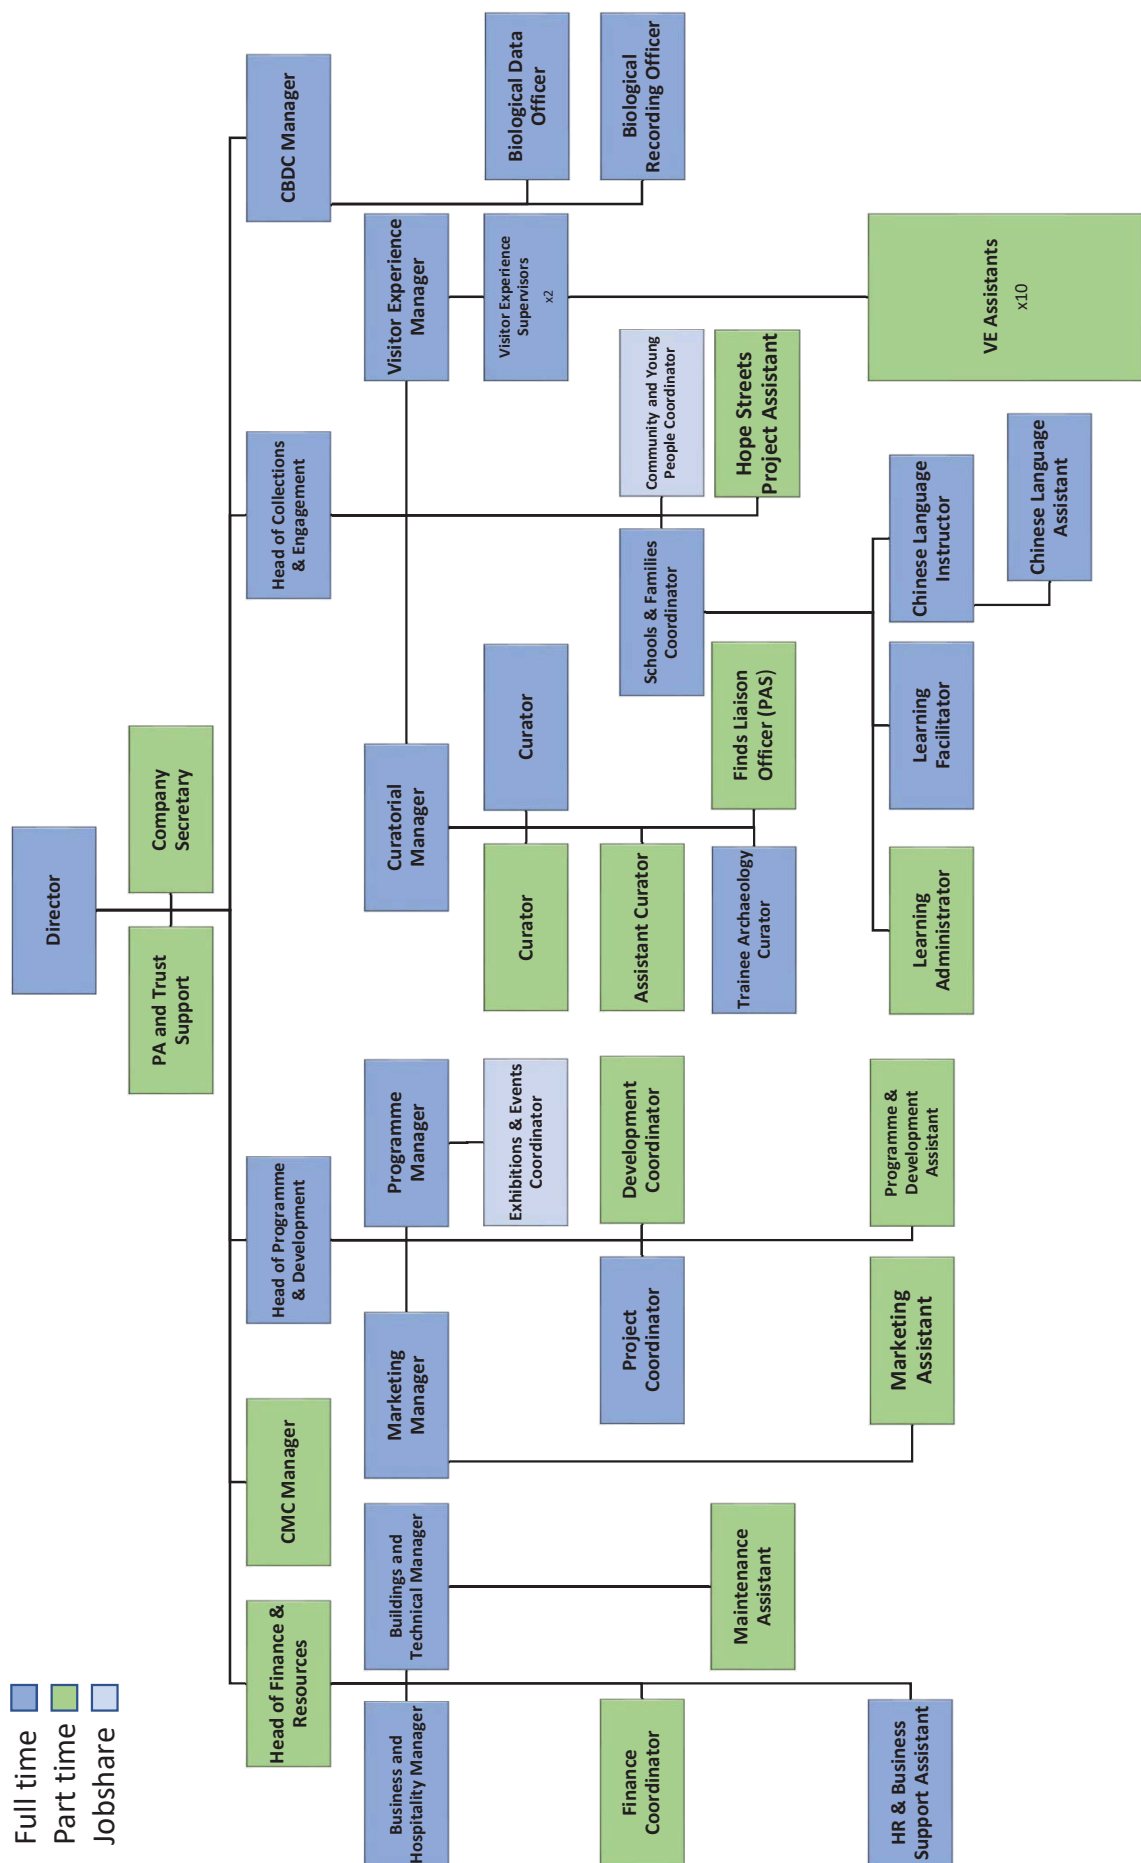 Full time
Part time
Jobshare
Director
PA and Trust
Support
Company
Secretary
Head of Finance &
Resources
CMC Manager
Head of Programme
& Development
Head of Collections
& Engagement
CBDC Manager
Business and
Hospitality Manager
Buildings and
Technical Manager
Marketing
Manager
Programme
Manager
Curatorial
Manager
Visitor Experience
Manager
Exhibitions & Events
Coordinator
Curator
Curator
Visitor Experience
Supervisors
x2
Biological Data
Officer
Finance
Coordinator
Project
Coordinator
Development
Coordinator
Assistant Curator
Schools & Families
Coordinator
Community and Young
People Coordinator
Biological
Recording Officer
Maintenance
Assistant
Trainee Archaeology
Curator
Finds Liaison
Officer (PAS)
Hope Streets
Project Assistant
HR & Business
Support Assistant
Marketing
Assistant
Programme &
Development
Assistant
Learning
Administrator
Learning
Facilitator
Chinese Language
Instructor
VE Assistants
x10
Chinese Language
Assistant